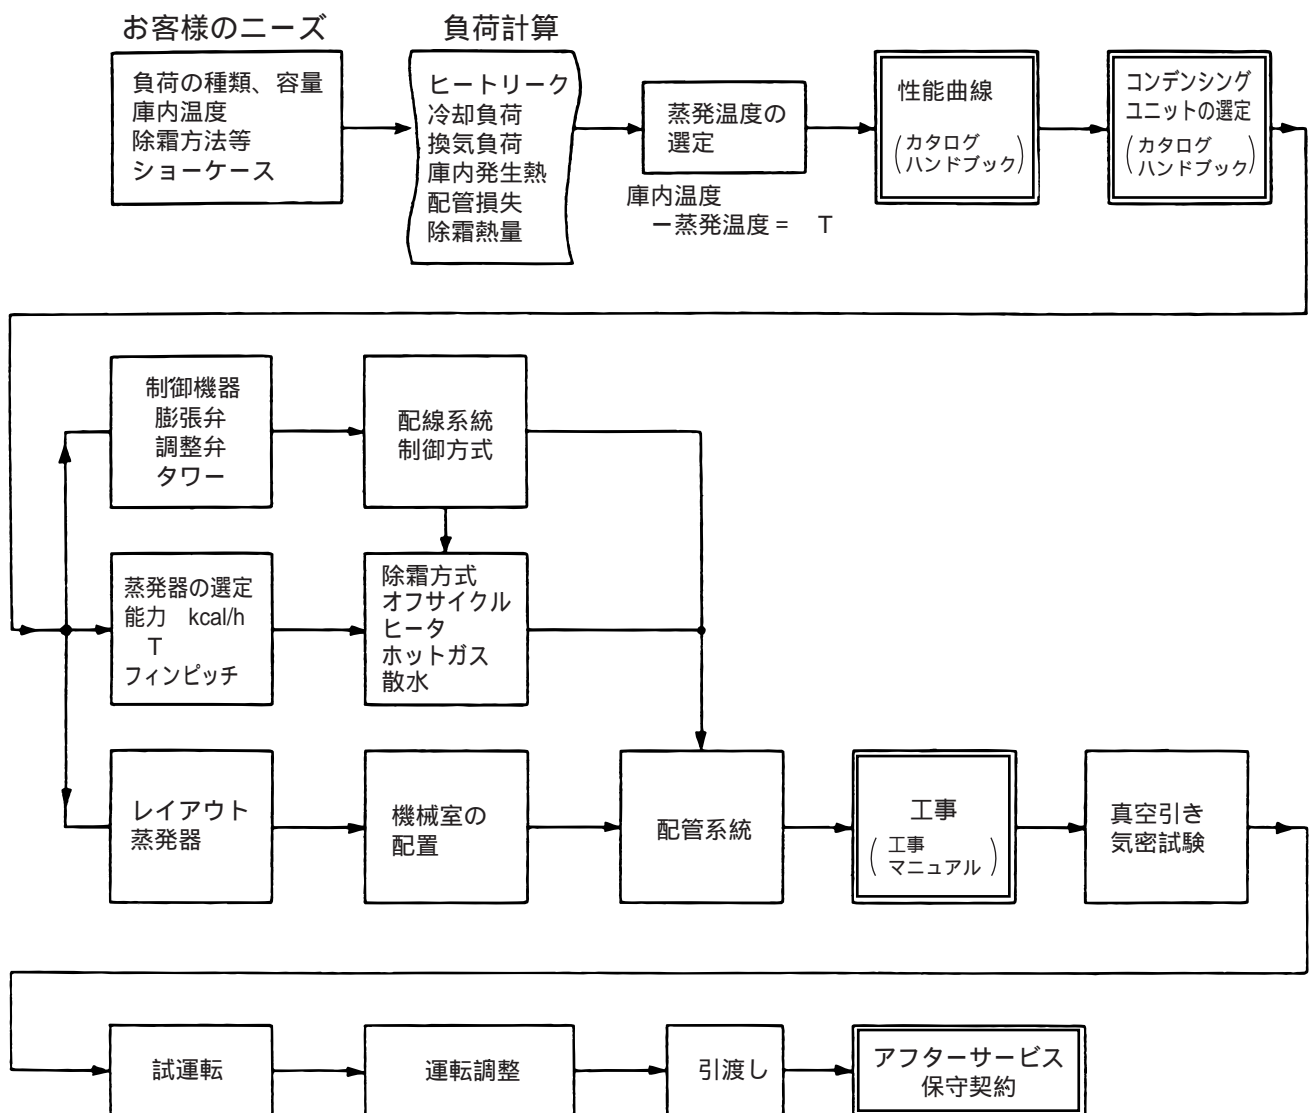 お客様のニーズ
負荷の種類、容量
庫内温度
除霜方法等
ショーケース
負荷計算
ヒートリーク
冷却負荷
換気負荷
庫内発生熱
配管損失
除霜熱量
蒸発温度の
選定
庫内温度
ー蒸発温度 = T
性能曲線
(カタログ
ハンドブック)
コンデンシング
ユニットの選定
(カタログ
ハンドブック)
制御機器
膨張弁
調整弁
タワー
配線系統
制御方式
蒸発器の選定
能力 kcal/h
T
フィンピッチ
除霜方式
オフサイクル
ヒータ
ホットガス
散水
レイアウト
蒸発器
機械室の
配置
配管系統
工事
(工事
マニュアル)
真空引き
気密試験
試運転
運転調整
引渡し
アフターサービス
保守契約